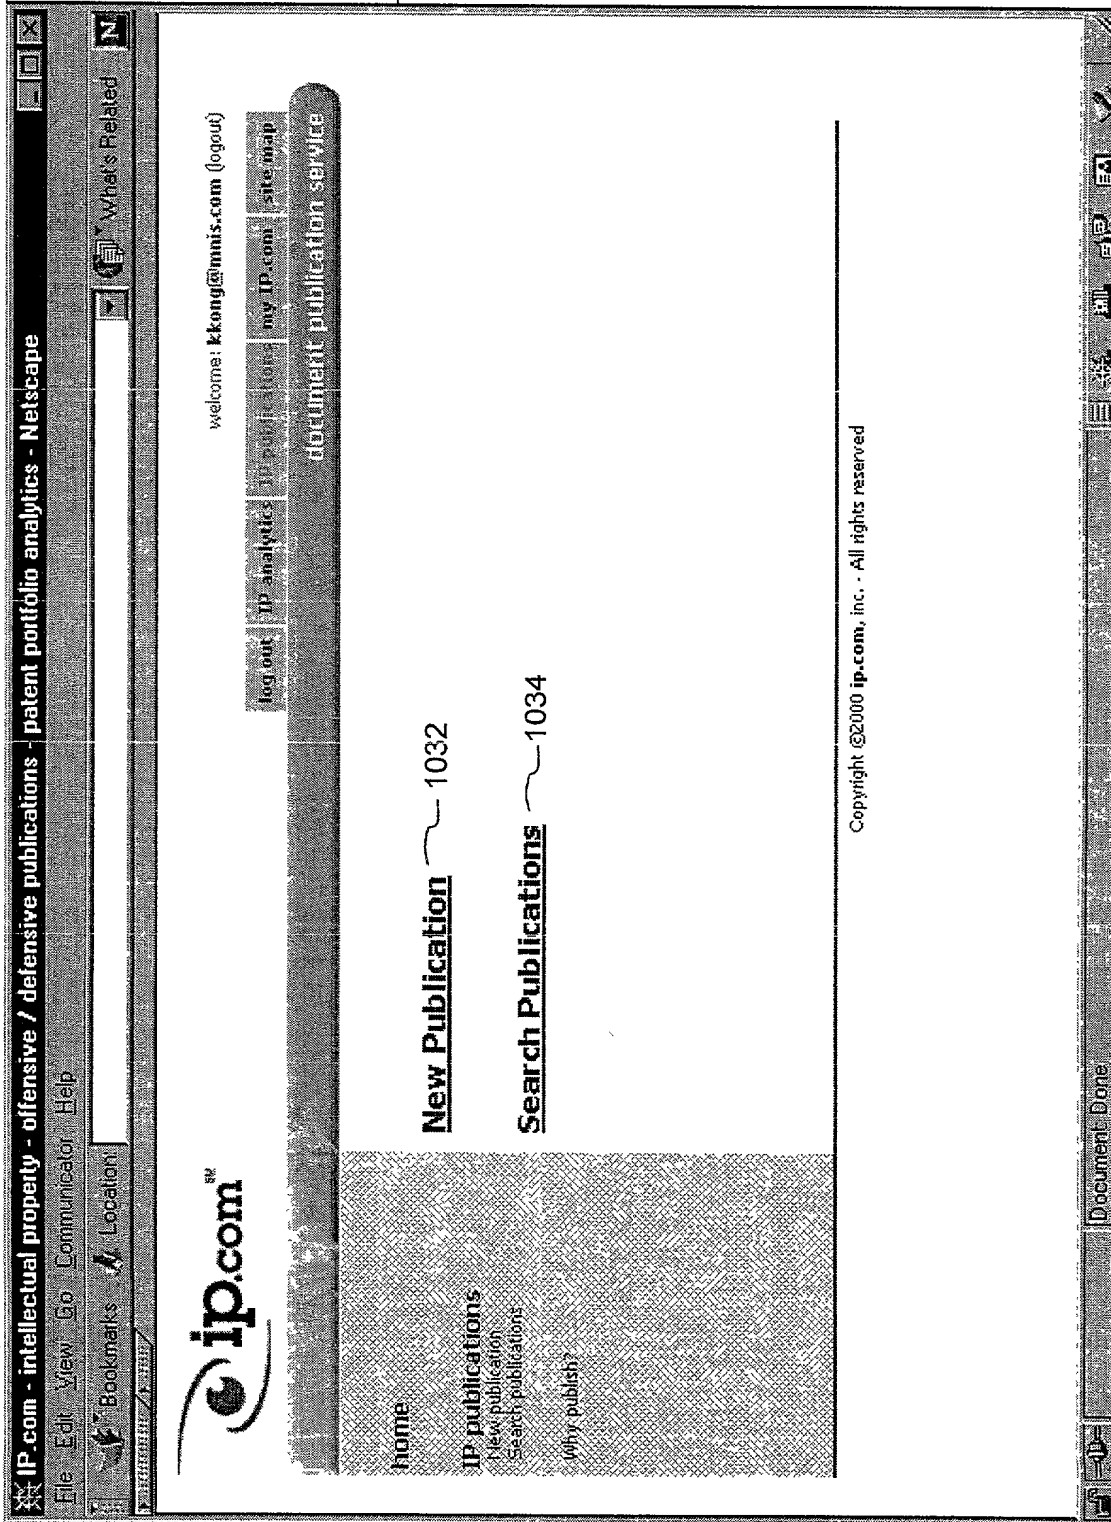 IP.com - intellectual property - offensive / defensive publications - patent portfolio analytics - Netscape
File Edit View Go Communicator Help
Bookmarks Location: What's Related N
welcome: kkong@mnis.com (logout)
ip.com SM
log out IP analytics IP publications my IP.com site map
document publication service
home
IP publications
New publication
Search publications
Why publish?
New Publication 1032
Search Publications 1034
Copyright ©2000 ip.com, inc. - All rights reserved
Document: Done